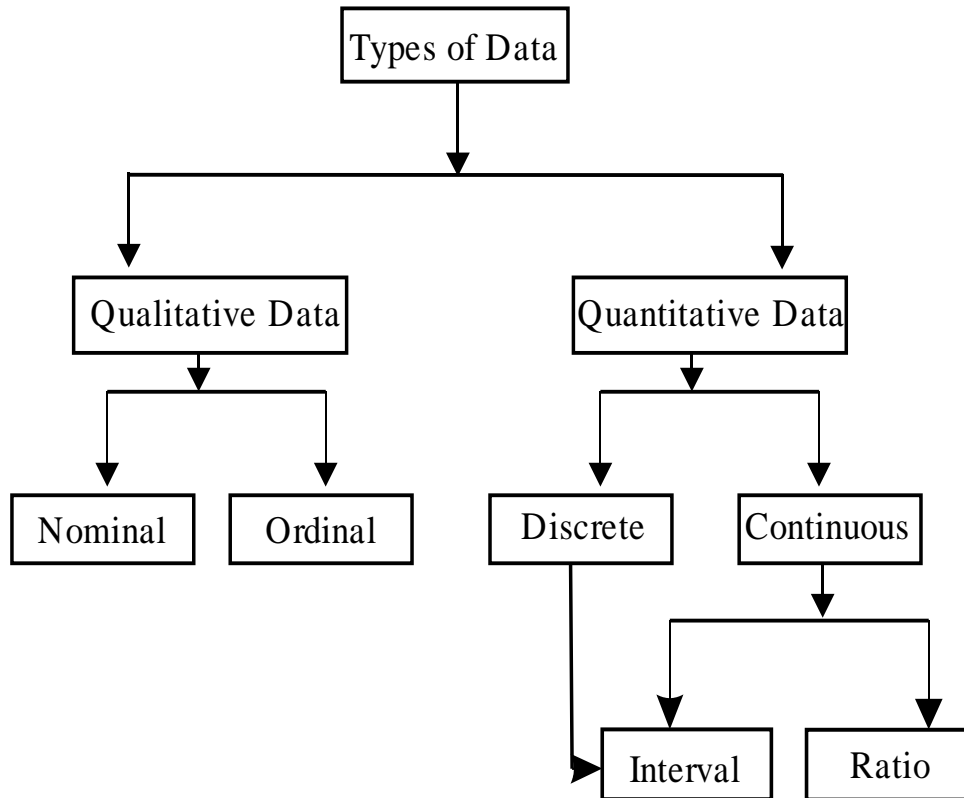 Types of Data
Qualitative Data
Quantitative Data
Nominal
Ordinal
Discrete
Continuous
Interval
Ratio